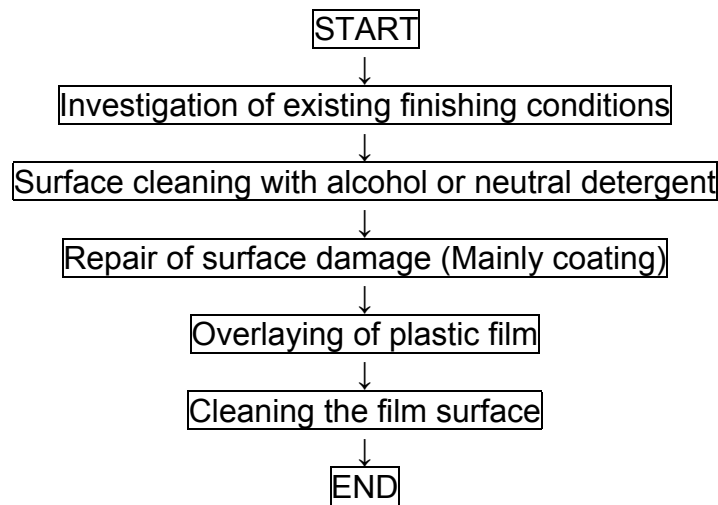 START
↓
Investigation of existing finishing conditions
↓
Surface cleaning with alcohol or neutral detergent
↓
Repair of surface damage (Mainly coating)
↓
Overlaying of plastic film
↓
Cleaning the film surface
↓
END